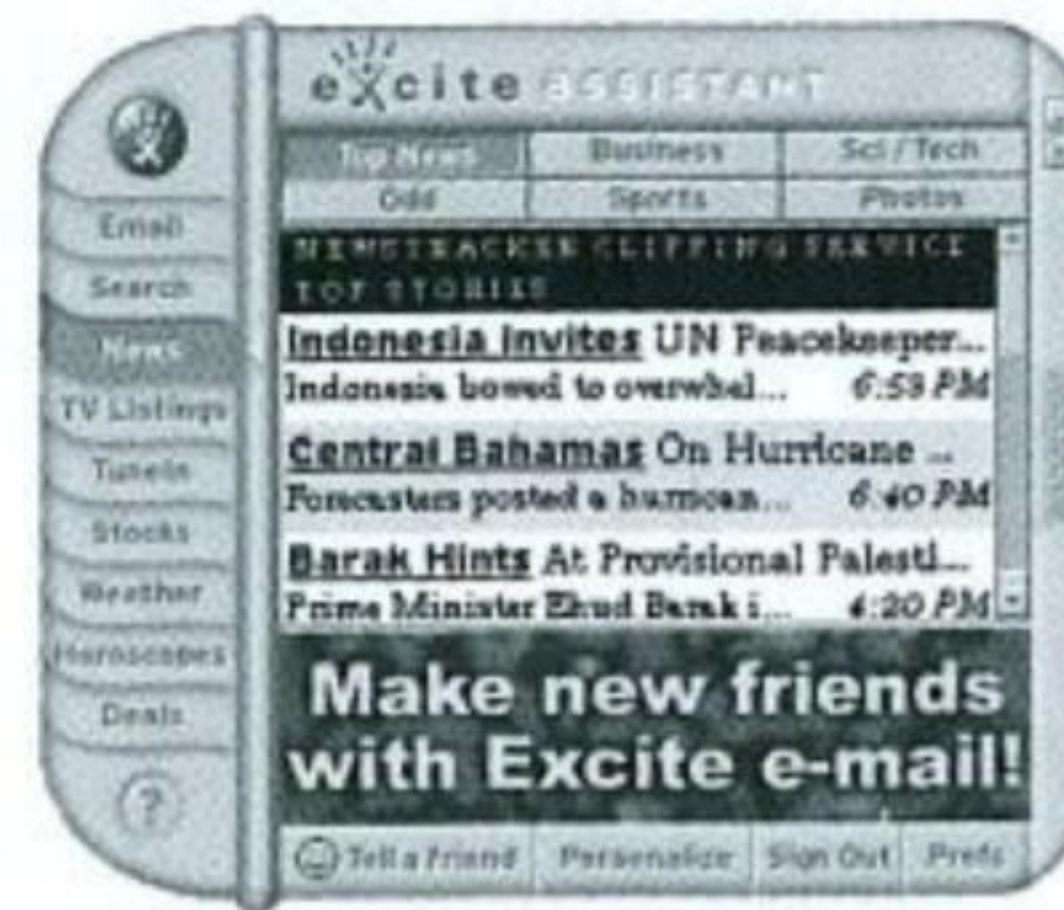 excite ASSISTANT
Top News Business Sci / Tech
Odd Sports Photos
Email
Search
News
TV Listings
TuneIn
Stocks
Weather
Horoscopes
Deals
?
NEWSTRACKER CLIPPING SERVICE
TOP STORIES
Indonesia Invites UN Peacekeeper...
Indonesia bowed to overwhel... 6:53 PM
Central Bahamas On Hurricane ...
Forecasters posted a hurrican... 6:40 PM
Barak Hints At Provisional Palesti...
Prime Minister Ehud Barak i... 6:20 PM
Make new friends
with Excite e-mail!
Tell a friend Personalize Sign Out Prefs